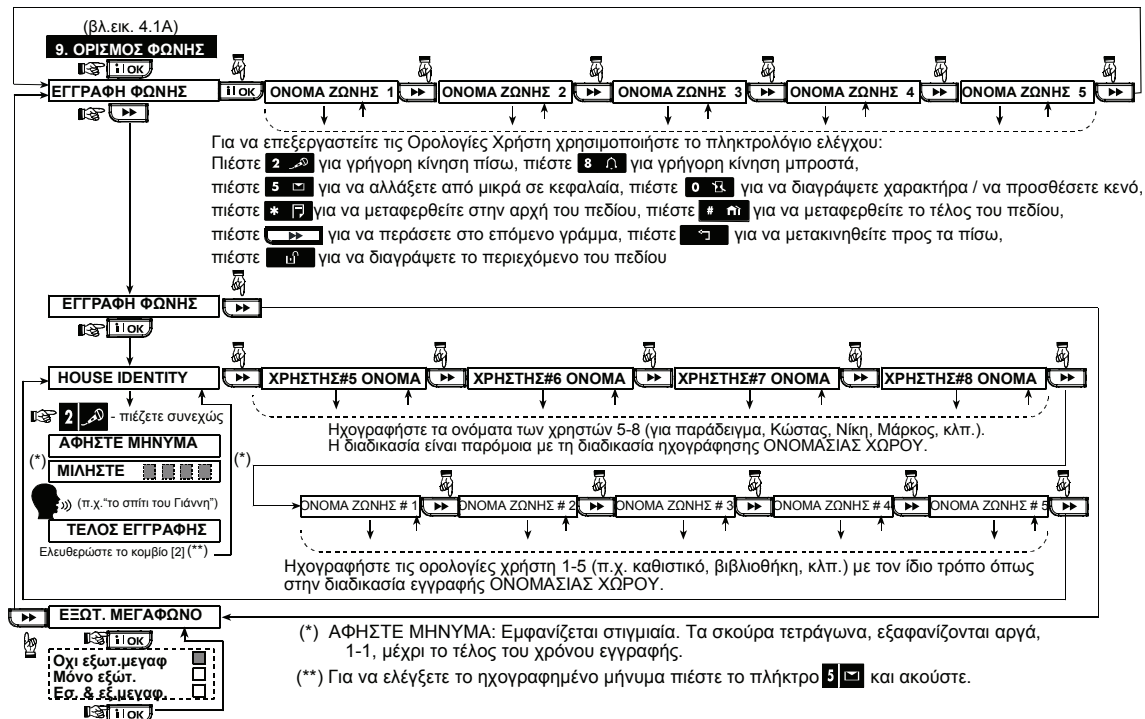 (βλ.εικ. 4.1A)
9. ΟΡΙΣΜΟΣ ΦΩΝΗΣ
i OK
ΕΓΓΡΑΦΗ ΦΩΝΗΣ i OK ΟΝΟΜΑ ΖΩΝΗΣ 1 ΟΝΟΜΑ ΖΩΝΗΣ 2 ΟΝΟΜΑ ΖΩΝΗΣ 3 ΟΝΟΜΑ ΖΩΝΗΣ 4 ΟΝΟΜΑ ΖΩΝΗΣ 5
Για να επεξεργαστείτε τις Ορολογίες Χρήστη χρησιμοποιήστε το πληκτρολόγιο ελέγχου:
Πιέστε 2 για γρήγορη κίνηση πίσω, πιέστε 8 για γρήγορη κίνηση μπροστά,
πιέστε 5 για να αλλάξετε από μικρά σε κεφαλαία, πιέστε 0 για να διαγράψετε χαρακτήρα / να προσθέσετε κενό,
πιέστε * για να μεταφερθείτε στην αρχή του πεδίου, πιέστε # για να μεταφερθείτε το τέλος του πεδίου,
πιέστε για να περάσετε στο επόμενο γράμμα, πιέστε για να μετακινηθείτε προς τα πίσω,
πιέστε για να διαγράψετε το περιεχόμενο του πεδίου
ΕΓΓΡΑΦΗ ΦΩΝΗΣ
i OK
HOUSE IDENTITY ΧΡΗΣΤΗΣ#5 ΟΝΟΜΑ ΧΡΗΣΤΗΣ#6 ΟΝΟΜΑ ΧΡΗΣΤΗΣ#7 ΟΝΟΜΑ ΧΡΗΣΤΗΣ#8 ΟΝΟΜΑ
2 - πιέζετε συνεχώς
ΑΦΗΣΤΕ ΜΗΝΥΜΑ
(*) ΜΙΛΗΣΤΕ (*)
(π.χ."το σπίτι του Γιάννη")
ΤΕΛΟΣ ΕΓΓΡΑΦΗΣ
Ελευθερώστε το κομβίο [2] (**)
Ηχογραφήστε τα ονόματα των χρηστών 5-8 (για παράδειγμα, Κώστας, Νίκη, Μάρκος, κλπ.).
Η διαδικασία είναι παρόμοια με τη διαδικασία ηχογράφησης ΟΝΟΜΑΣΙΑΣ ΧΩΡΟΥ.
ΟΝΟΜΑ ΖΩΝΗΣ # 1 ΟΝΟΜΑ ΖΩΝΗΣ # 2 ΟΝΟΜΑ ΖΩΝΗΣ # 3 ΟΝΟΜΑ ΖΩΝΗΣ # 4 ΟΝΟΜΑ ΖΩΝΗΣ # 5
Ηχογραφήστε τις ορολογίες χρήστη 1-5 (π.χ. καθιστικό, βιβλιοθήκη, κλπ.) με τον ίδιο τρόπο όπως
στην διαδικασία εγγραφής ΟΝΟΜΑΣΙΑΣ ΧΩΡΟΥ.
ΕΞΩΤ. ΜΕΓΑΦΩΝΟ
i OK
Οχι εξωτ.μεγαφ
Μόνο εξώτ.
Εσ. & εξ.μεγαφ.
i OK
(*) ΑΦΗΣΤΕ ΜΗΝΥΜΑ: Εμφανίζεται στιγμιαία. Τα σκούρα τετράγωνα, εξαφανίζονται αργά,
1-1, μέχρι το τέλος του χρόνου εγγραφής.
(**) Για να ελέγξετε το ηχογραφημένο μήνυμα πιέστε το πλήκτρο 5 και ακούστε.